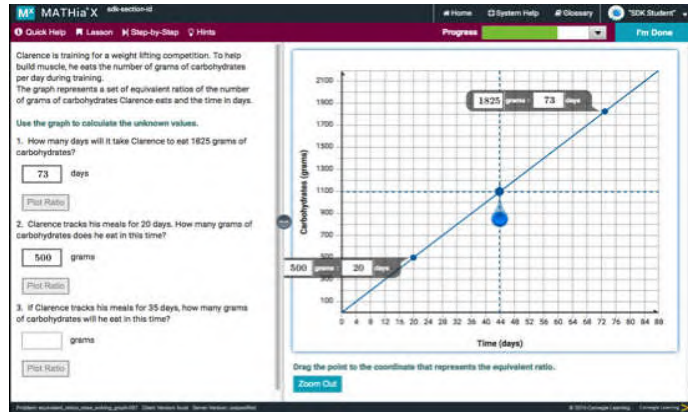 MX MATHia X sdk-section-id
Home System Help Glossary "SDK Student"
Quick Help Lesson Step-by-Step Hints Progress I'm Done
Clarence is training for a weight lifting competition. To help
build muscle, he eats the number of grams of carbohydrates
per day during training.
The graph represents a set of equivalent ratios of the number
of grams of carbohydrates Clarence eats and the time in days.
Use the graph to calculate the unknown values.
1. How many days will it take Clarence to eat 1825 grams of
carbohydrates?
73 days
Plot Ratio
2. Clarence tracks his meals for 20 days. How many grams of
carbohydrates does he eat in this time?
500 grams
Plot Ratio
3. If Clarence tracks his meals for 35 days, how many grams
of carbohydrates will he eat in this time?
grams
Plot Ratio
Carbohydrates (grams)
2100
1900
1825 grams : 73 days
1700
1500
1300
1100
900
700
500 grams : 20 days
300
100
0 4 8 12 16 20 24 28 32 36 40 44 48 52 56 60 64 68 72 76 80 84 88
Time (days)
Drag the point to the coordinate that represents the equivalent ratio.
Zoom Out